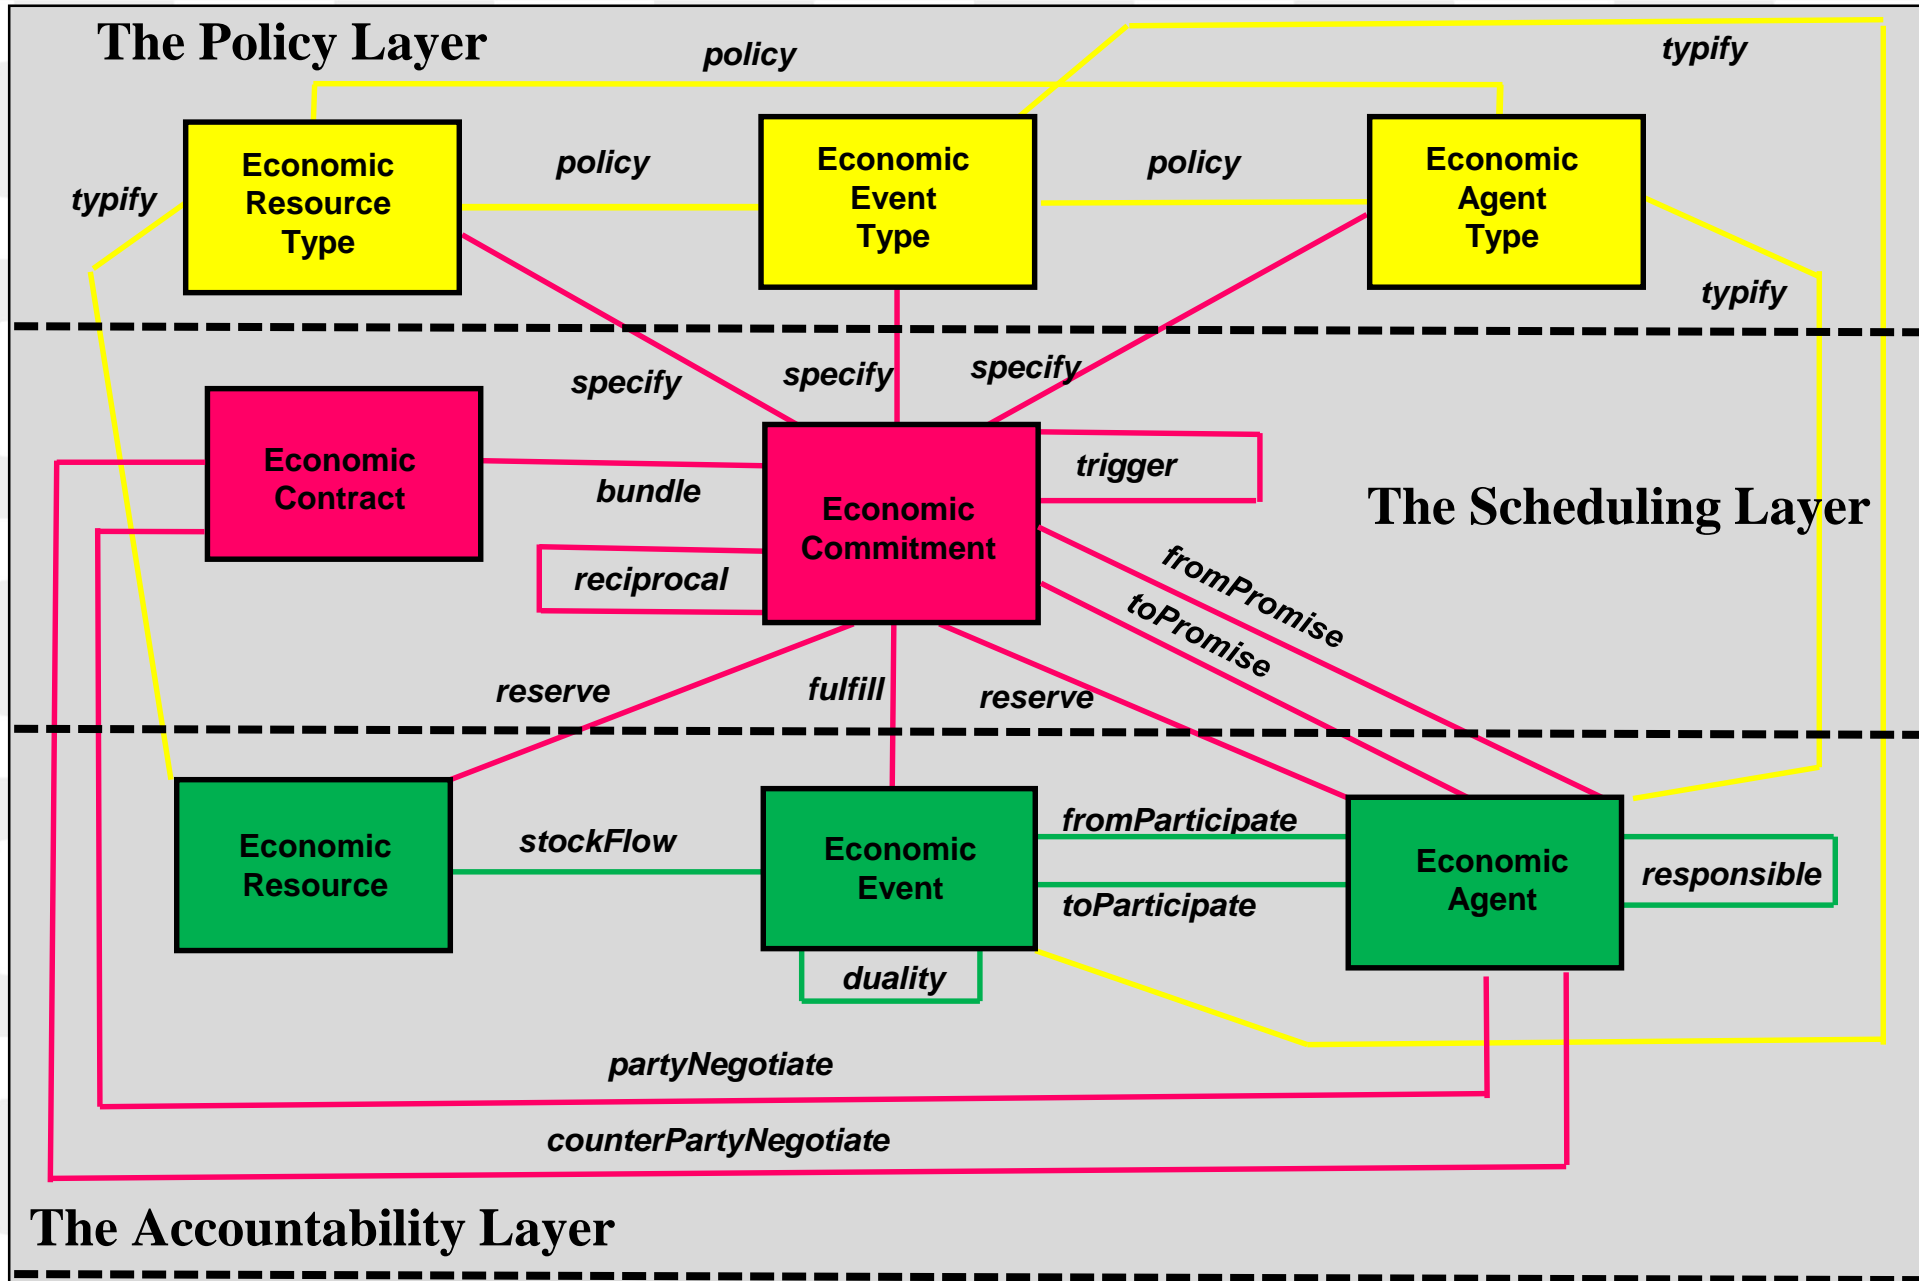 The Policy Layer
policy
typify
Economic
Resource
Type
policy
Economic
Event
Type
policy
Economic
Agent
Type
typify
typify
specify
specify
specify
Economic
Contract
bundle
Economic
Commitment
trigger
The Scheduling Layer
reciprocal
fromPromise
toPromise
reserve
fulfill
reserve
Economic
Resource
stockFlow
Economic
Event
fromParticipate
toParticipate
Economic
Agent
responsible
duality
partyNegotiate
counterPartyNegotiate
The Accountability Layer